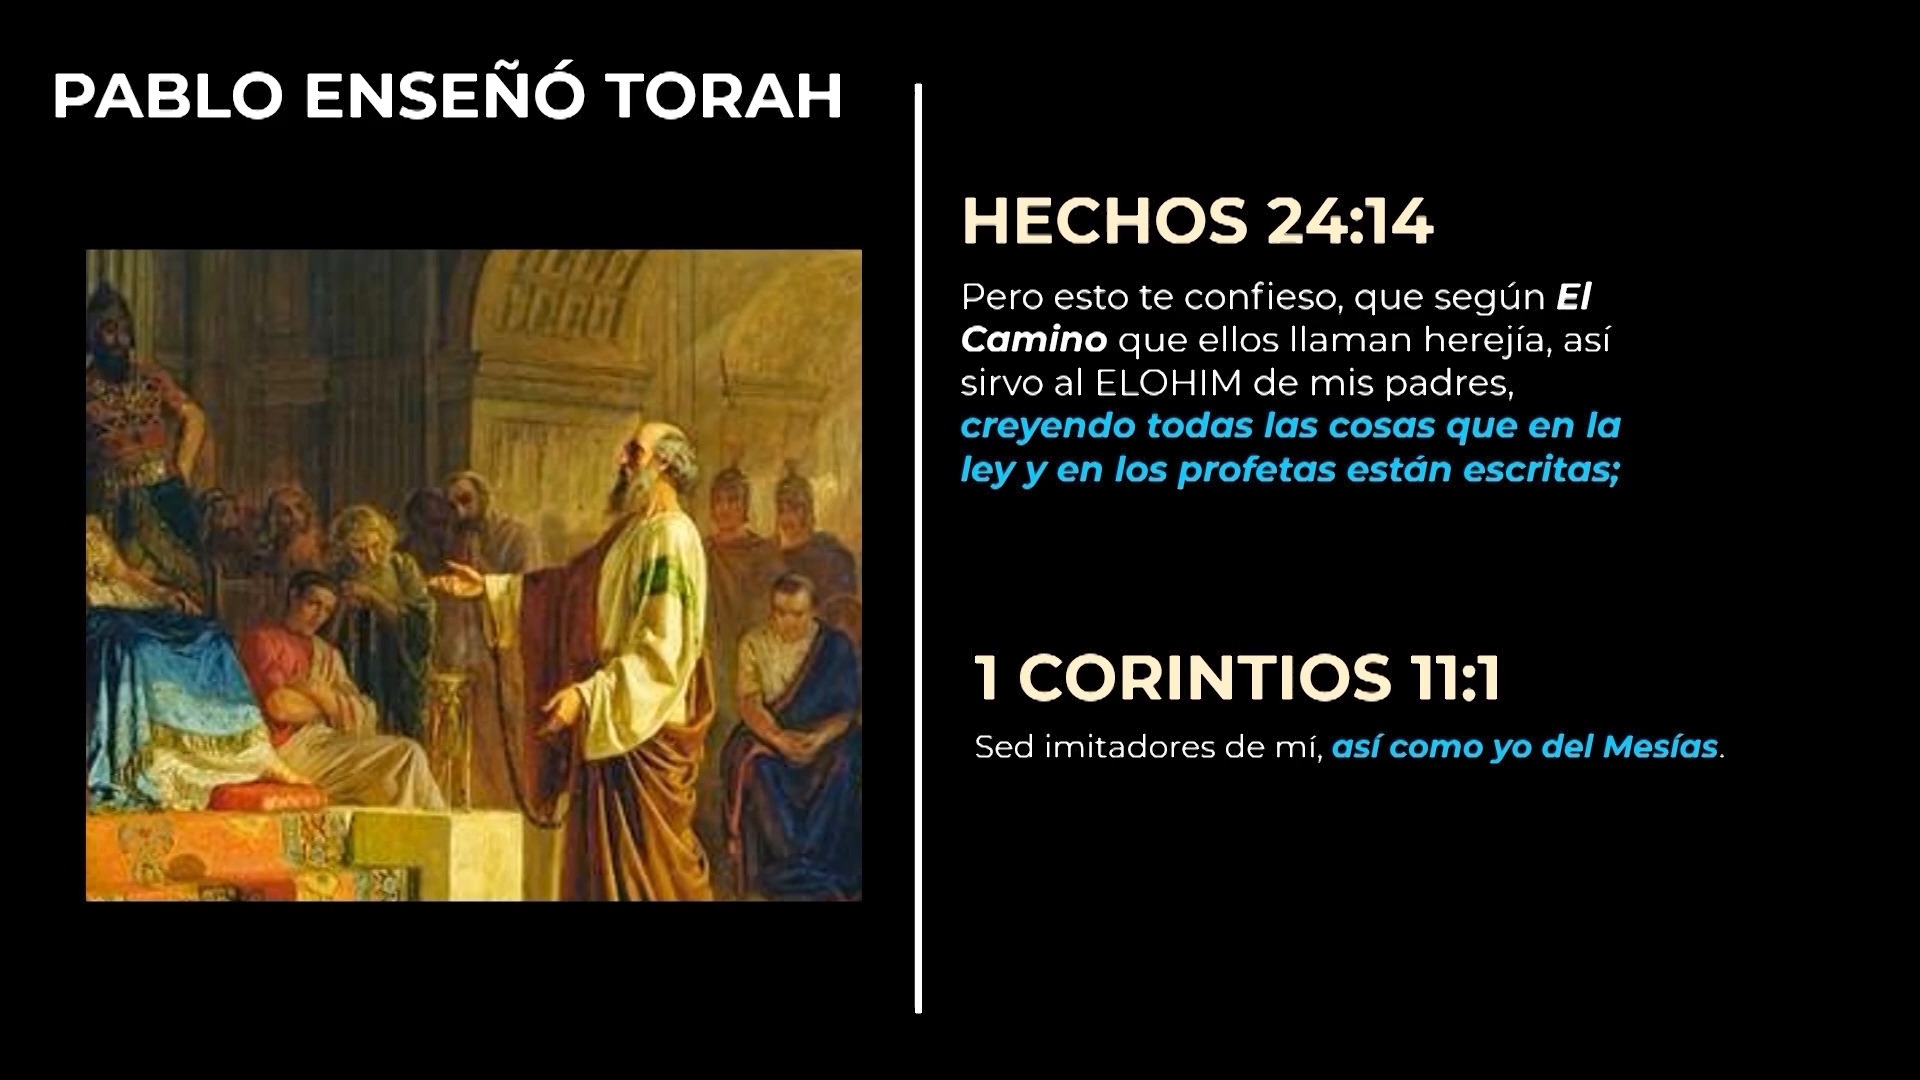 PABLO ENSEÑÓ TORAH
HECHOS 24:14
Pero esto te confieso, que según El
Camino que ellos llaman herejía, así
sirvo al ELOHIM de mis padres,
creyendo todas las cosas que en la
ley y en los profetas están escritas;
1 CORINTIOS 11:1
Sed imitadores de mí, así como yo del Mesías.